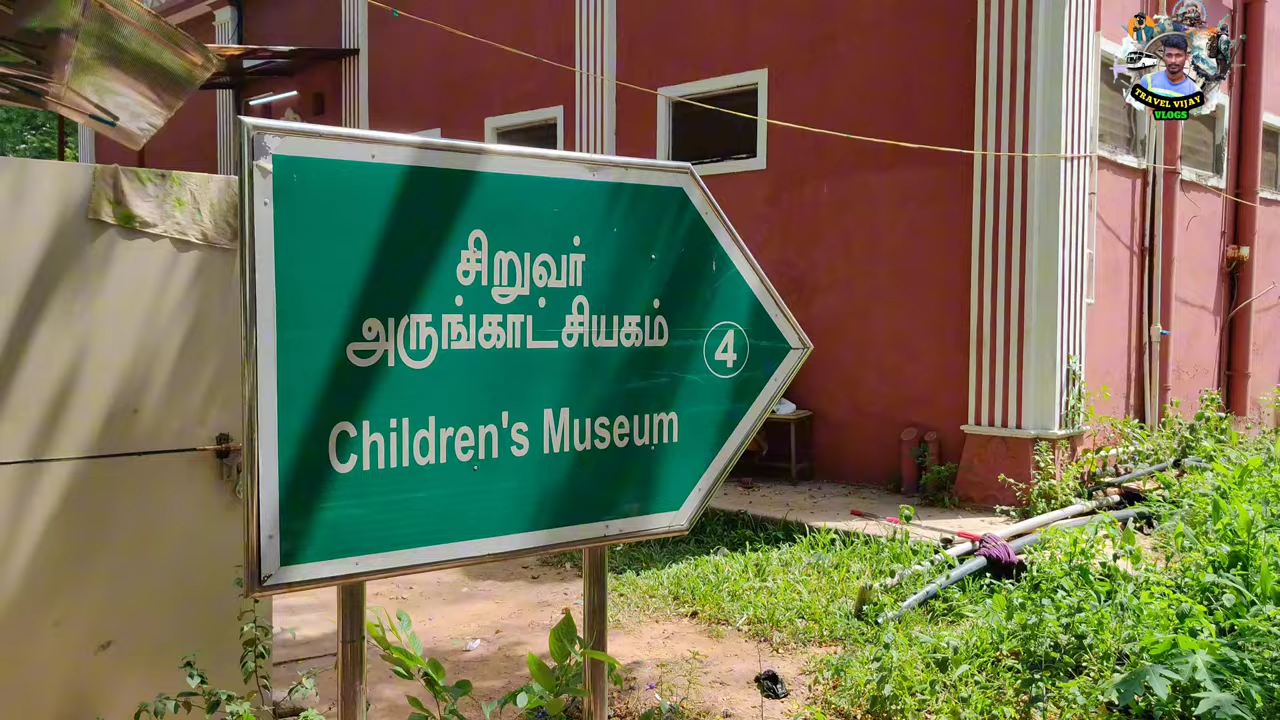 சிறுவர்
அருங்காட்சியகம்
4
Children's Museum
TRAVEL VIJAY
VLOGS